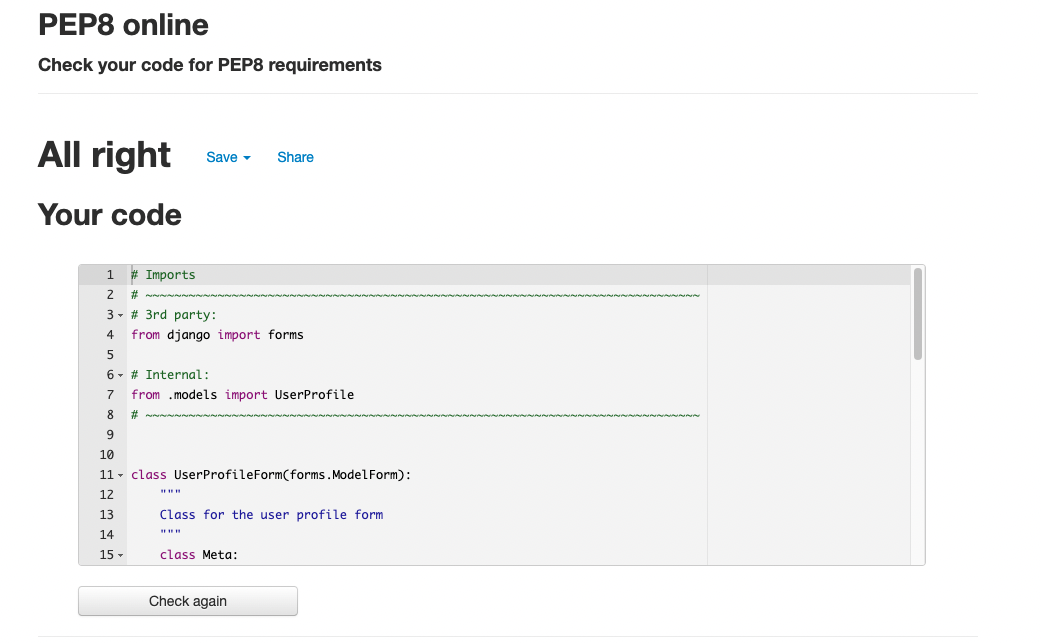 PEP8 online
Check your code for PEP8 requirements
All right Save Share
Your code
1 # Imports
2 # ~~~~~~~~~~~~~~~~~~~~~~~~~~~~~~~~~~~~~~~~~~~~~~~~~~~~~~~~~~~~~~~~~~~~~~~~~~~~~
3 # 3rd party:
4 from django import forms
5
6 # Internal:
7 from .models import UserProfile
8 # ~~~~~~~~~~~~~~~~~~~~~~~~~~~~~~~~~~~~~~~~~~~~~~~~~~~~~~~~~~~~~~~~~~~~~~~~~~~~~
9
10
11 class UserProfileForm(forms.ModelForm):
12     """
13     Class for the user profile form
14     """
15     class Meta:
Check again